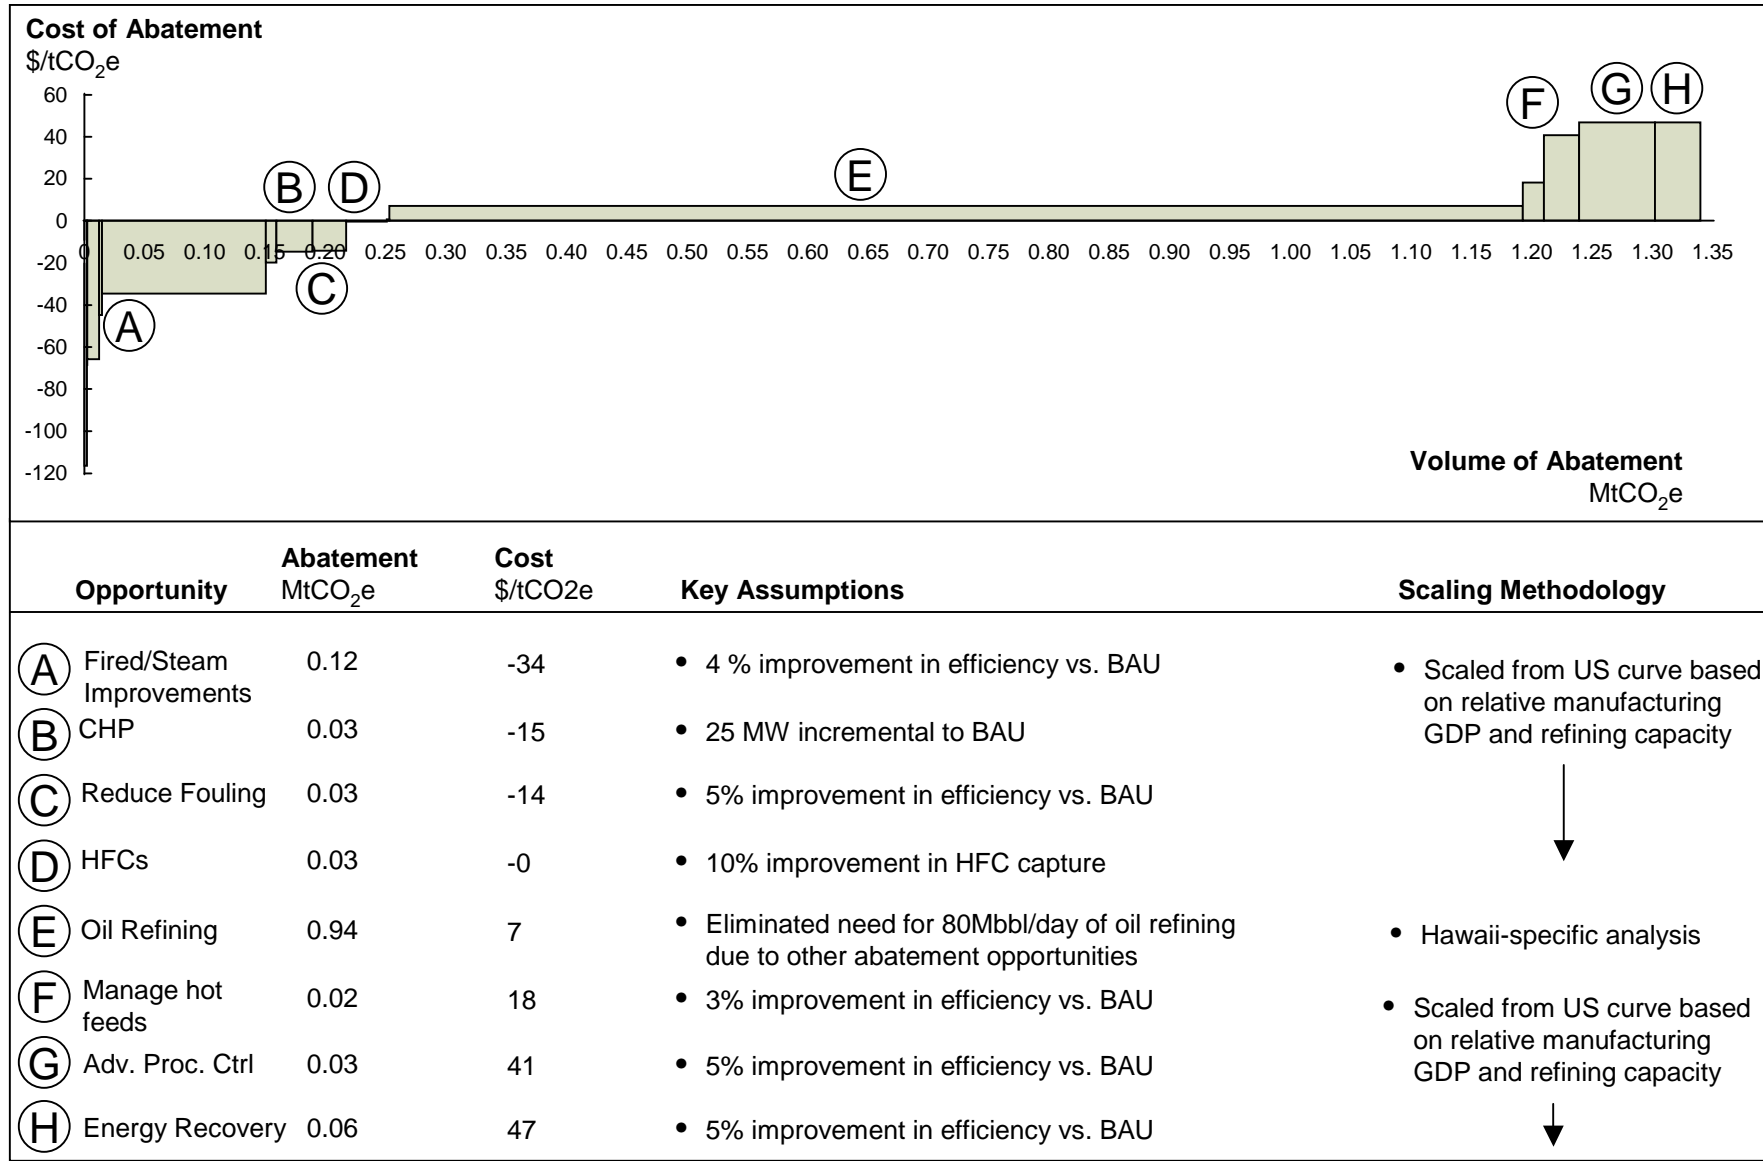 Cost of Abatement
$/tCO2e
60
40
20
0
-20
-40
-60
-80
-100
-120
0 0.05 0.10 0.15 0.20 0.25 0.30 0.35 0.40 0.45 0.50 0.55 0.60 0.65 0.70 0.75 0.80 0.85 0.90 0.95 1.00 1.05 1.10 1.15 1.20 1.25 1.30 1.35
A
B
C
D
E
F
G
H
Volume of Abatement
MtCO2e
Opportunity
Abatement
MtCO2e
Cost
$/tCO2e
Key Assumptions
Scaling Methodology
A Fired/Steam
Improvements
0.12
-34
• 4 % improvement in efficiency vs. BAU
• Scaled from US curve based
on relative manufacturing
GDP and refining capacity
B CHP
0.03
-15
• 25 MW incremental to BAU
C Reduce Fouling
0.03
-14
• 5% improvement in efficiency vs. BAU
D HFCs
0.03
-0
• 10% improvement in HFC capture
E Oil Refining
0.94
7
• Eliminated need for 80Mbbl/day of oil refining
due to other abatement opportunities
• Hawaii-specific analysis
F Manage hot
feeds
0.02
18
• 3% improvement in efficiency vs. BAU
• Scaled from US curve based
on relative manufacturing
GDP and refining capacity
G Adv. Proc. Ctrl
0.03
41
• 5% improvement in efficiency vs. BAU
H Energy Recovery
0.06
47
• 5% improvement in efficiency vs. BAU